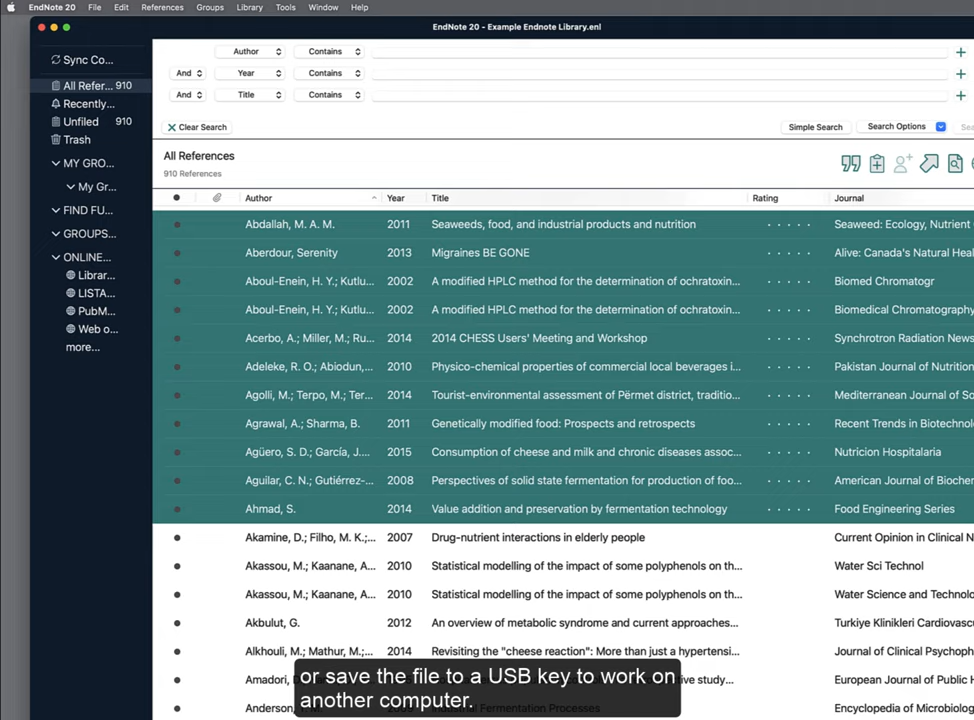 EndNote 20 File Edit References Groups Library Tools Window Help
EndNote 20 - Example Endnote Library.enl
Sync Co...
All Refer... 910
Recently...
Unfiled 910
Trash
MY GRO...
My Gr...
FIND FU...
GROUPS...
ONLINE...
Librar...
LISTA...
PubM...
Web o...
more...
Author Contains
And Year Contains
And Title Contains
Clear Search Simple Search Search Options
All References
910 References
Author Year Title Rating Journal
Abdallah, M. A. M. 2011 Seaweeds, food, and industrial products and nutrition Seaweed: Ecology, Nutrient
Aberdour, Serenity 2013 Migraines BE GONE Alive: Canada's Natural Heal
Aboul-Enein, H. Y.; Kutlu... 2002 A modified HPLC method for the determination of ochratoxin... Biomed Chromatogr
Aboul-Enein, H. Y.; Kutlu... 2002 A modified HPLC method for the determination of ochratoxin... Biomedical Chromatography
Acerbo, A.; Miller, M.; Ru... 2014 2014 CHESS Users' Meeting and Workshop Synchrotron Radiation News
Adeleke, R. O.; Abiodun,... 2010 Physico-chemical properties of commercial local beverages i... Pakistan Journal of Nutrition
Agolli, M.; Terpo, M.; Ter... 2014 Tourist-environmental assessment of Përmet district, traditio... Mediterranean Journal of So
Agrawal, A.; Sharma, B. 2011 Genetically modified food: Prospects and retrospects Recent Trends in Biotechnolo
Agüero, S. D.; García, J.... 2015 Consumption of cheese and milk and chronic diseases assoc... Nutricion Hospitalaria
Aguilar, C. N.; Gutiérrez-... 2008 Perspectives of solid state fermentation for production of foo... American Journal of Biochem
Ahmad, S. 2014 Value addition and preservation by fermentation technology Food Engineering Series
Akamine, D.; Filho, M. K.;... 2007 Drug-nutrient interactions in elderly people Current Opinion in Clinical N
Akassou, M.; Kaanane, A... 2010 Statistical modelling of the impact of some polyphenols on th... Water Sci Technol
Akassou, M.; Kaanane, A... 2010 Statistical modelling of the impact of some polyphenols on th... Water Science and Technolo
Akbulut, G. 2012 An overview of metabolic syndrome and current approaches... Turkiye Klinikleri Cardiovascu
Alkhouli, M.; Mathur, M.;... 2014 Revisiting the "cheese reaction": More than just a hypertensi... Journal of Clinical Psychopha
Amadori, European Journal of Public H
Anderson, Industrial Fermentation Processes Encyclopedia of Microbiolog
or save the file to a USB key to work on
another computer.